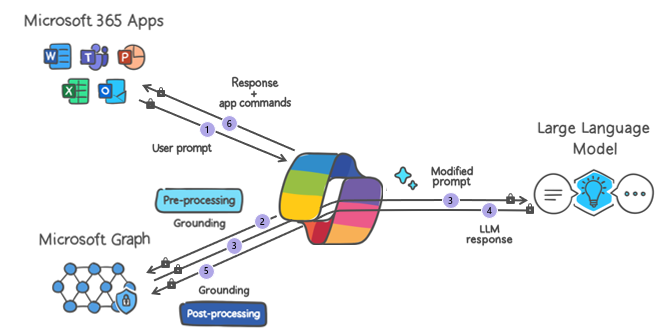 Microsoft 365 Apps
W
T
P
X
O
Response
+
app commands
1
6
User prompt
Large Language
Model
Modified
prompt
3
4
LLM
response
Pre-processing
Grounding
2
Microsoft Graph
3
5
Grounding
Post-processing